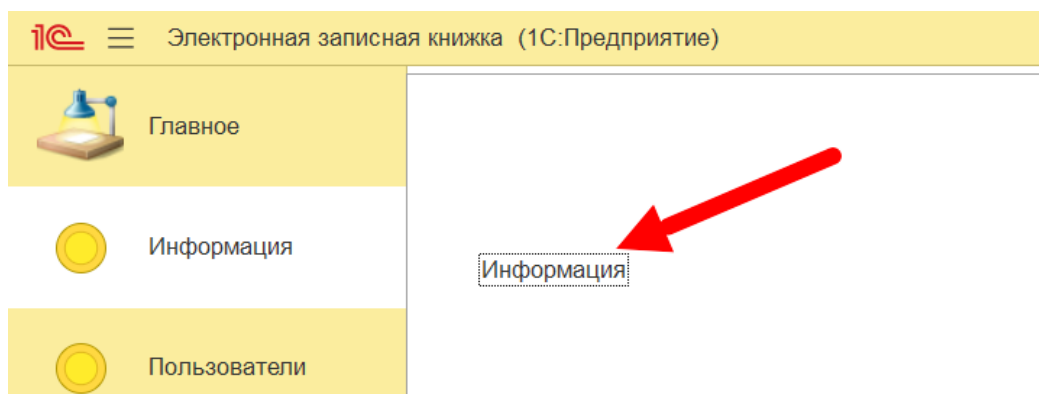 1С Электронная записная книжка (1С:Предприятие)
Главное
Информация
Информация
Пользователи